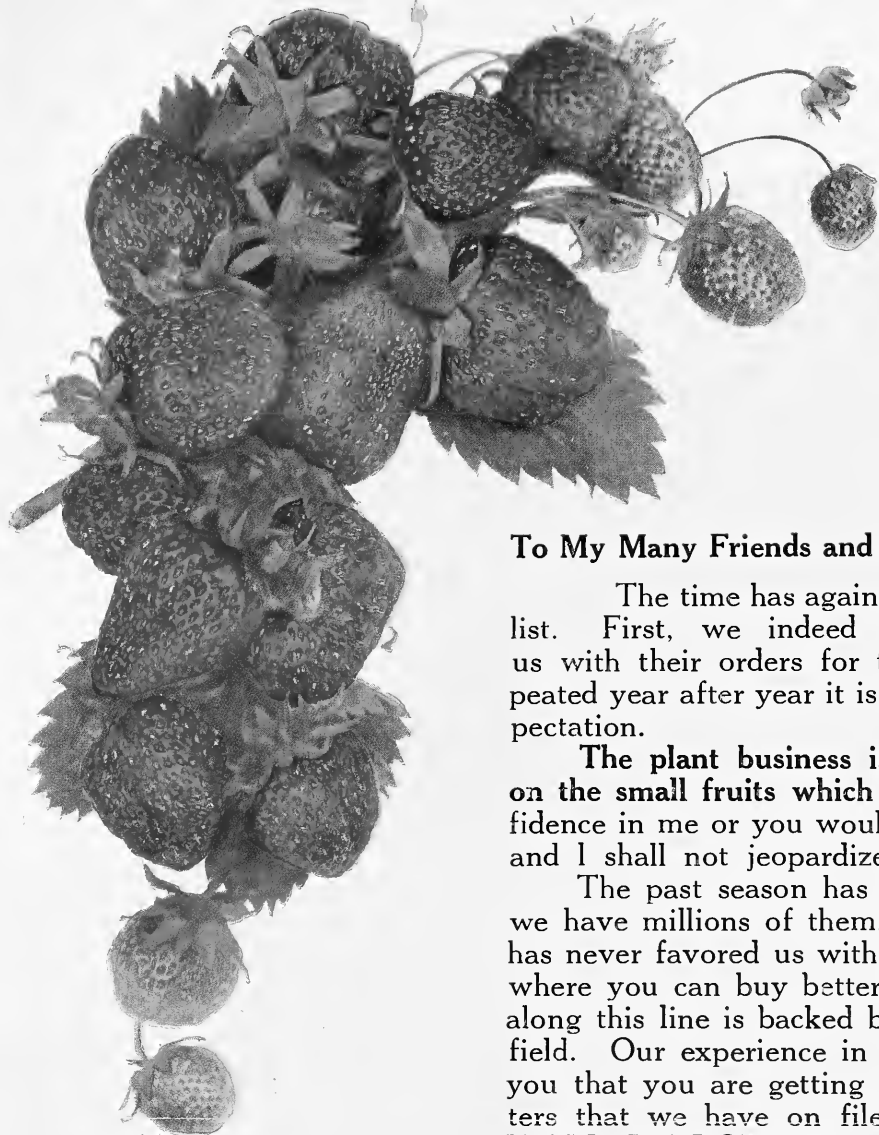 To My Many Friends and
The time has again
list. First, we indeed
us with their orders for
peated year after year it is
pectation.
The plant business i
on the small fruits which
fidence in me or you woul
and I shall not jeopardize
The past season has
we have millions of them
has never favored us with
where you can buy better
along this line is backed b
field. Our experience in
you that you are getting
ters that we have on file